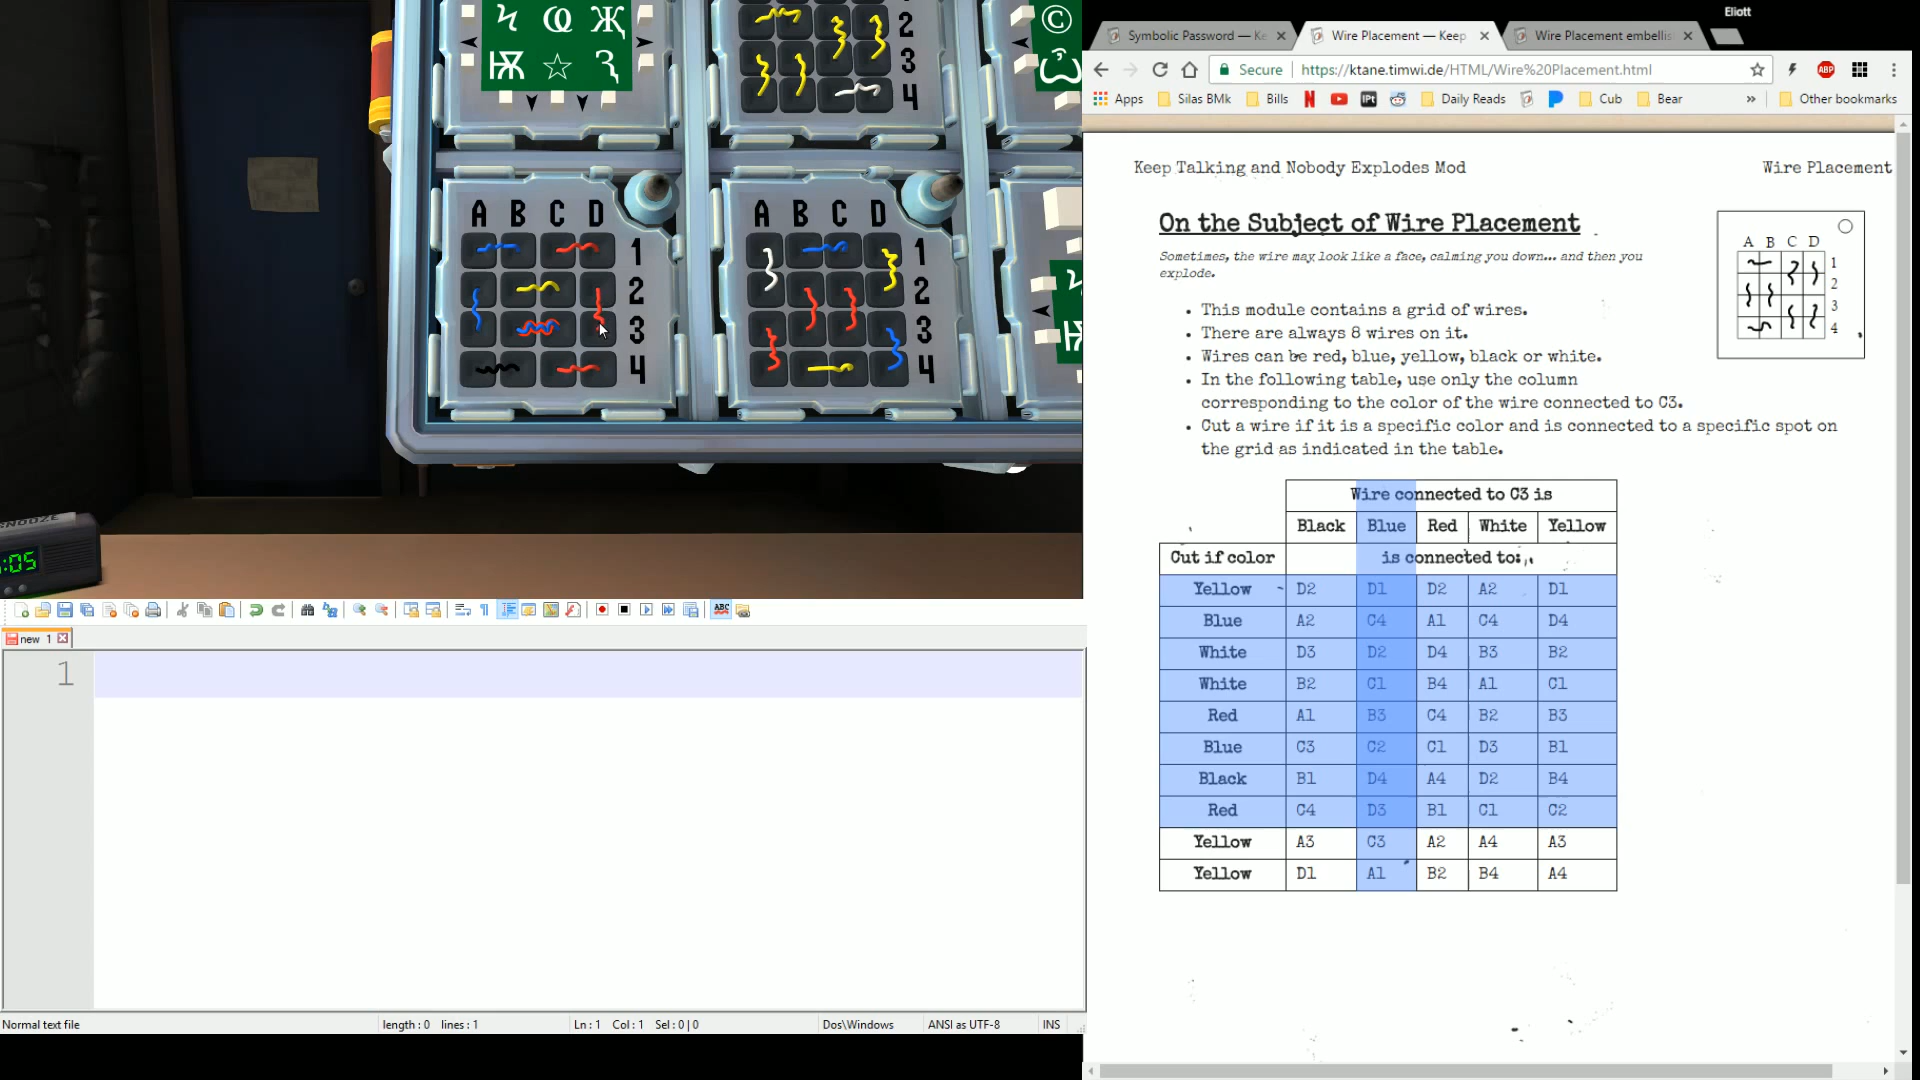 Eliott
Symbolic Password — Ke
Wire Placement — Keep
Wire Placement embellis
Secure
https://ktane.timwi.de/HTML/Wire%20Placement.html
ABP
Apps
Silas BMk
Bills
Daily Reads
Cub
Bear
»
Other bookmarks
Keep Talking and Nobody Explodes Mod
Wire Placement
On the Subject of Wire Placement
Sometimes, the wire may look like a face, calming you down... and then you
explode.
• This module contains a grid of wires.
• There are always 8 wires on it.
• Wires can be red, blue, yellow, black or white.
• In the following table, use only the column
corresponding to the color of the wire connected to C3.
• Cut a wire if it is a specific color and is connected to a specific spot on
the grid as indicated in the table.
A B C D
1
2
3
4
Wire connected to C3 is
Black Blue Red White Yellow
Cut if color is connected to:
Yellow D2 D1 D2 A2 D1
Blue A2 C4 A1 C4 D4
White D3 D2 D4 B3 B2
White B2 C1 B4 A1 C1
Red A1 B3 C4 B2 B3
Blue C3 C2 C1 D3 B1
Black B1 D4 A4 D2 B4
Red C4 D3 B1 C1 C2
Yellow A3 C3 A2 A4 A3
Yellow D1 A1 B2 B4 A4
2
3
4
©
A B C D
1
2
3
4
A B C D
1
2
3
4
SNOOZE
:05
ABC
new 1
1
Normal text file
length : 0 lines : 1
Ln : 1 Col : 1 Sel : 0 | 0
Dos\Windows
ANSI as UTF-8
INS